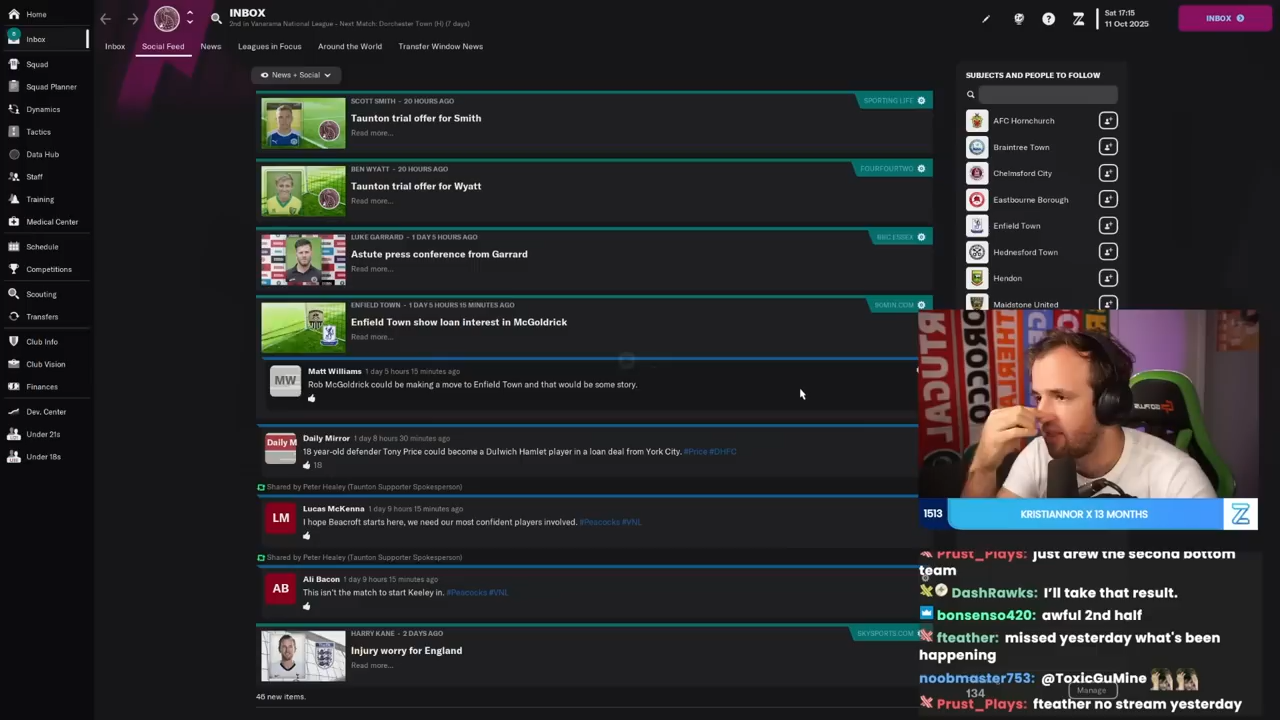 Home
Inbox
Squad
Squad Planner
Dynamics
Tactics
Data Hub
Staff
Training
Medical Center
Schedule
Competitions
Scouting
Transfers
Club Info
Club Vision
Finances
Dev. Center
Under 21s
Under 18s
INBOX
2nd in Vanarama National League - Next Match: Dorchester Town (H) (7 days)
Sat 17:15
11 Oct 2025
INBOX
Inbox
Social Feed
News
Leagues in Focus
Around the World
Transfer Window News
News + Social
SCOTT SMITH - 20 HOURS AGO
SPORTING LIFE
Taunton trial offer for Smith
Read more...
BEN WYATT - 20 HOURS AGO
FOURFOURTWO
Taunton trial offer for Wyatt
Read more...
LUKE GARRARD - 1 DAY 5 HOURS AGO
BBC ESSEX
Astute press conference from Garrard
Read more...
ENFIELD TOWN - 1 DAY 5 HOURS 15 MINUTES AGO
90MIN.COM
Enfield Town show loan interest in McGoldrick
Read more...
MW
Matt Williams 1 day 5 hours 15 minutes ago
Rob McGoldrick could be making a move to Enfield Town and that would be some story.
Daily M
Daily Mirror 1 day 8 hours 30 minutes ago
18 year-old defender Tony Price could become a Dulwich Hamlet player in a loan deal from York City. #Price #DHFC
18
Shared by Peter Healey (Taunton Supporter Spokesperson)
LM
Lucas McKenna 1 day 9 hours 15 minutes ago
I hope Beacroft starts here, we need our most confident players involved. #Peacocks #VNL
Shared by Peter Healey (Taunton Supporter Spokesperson)
AB
Ali Bacon 1 day 9 hours 15 minutes ago
This isn't the match to start Keeley in. #Peacocks #VNL
HARRY KANE - 2 DAYS AGO
SKYSPORTS.COM
Injury worry for England
Read more...
46 new items.
SUBJECTS AND PEOPLE TO FOLLOW
AFC Hornchurch
Braintree Town
Chelmsford City
Eastbourne Borough
Enfield Town
Hednesford Town
Hendon
Maidstone United
PORTUGAL
1513
KRISTIANNOR X 13 MONTHS
Prust_Plays: just drew the second bottom
team
DashRawks: I'll take that result.
bonsenso420: awful 2nd half
fteather: missed yesterday what's been
happening
noobmaster753: @ToxicGuMine
134
Manage
Prust_Plays: fteather no stream yesterday